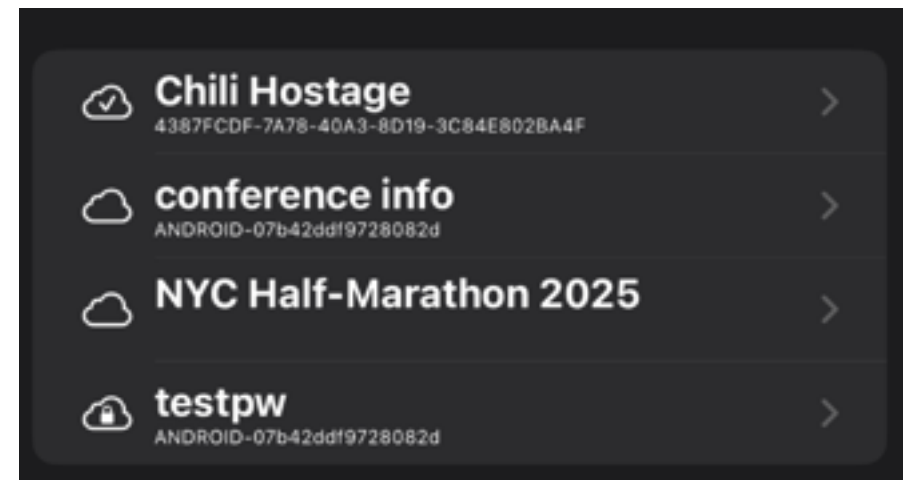 Chili Hostage
4387FCDF-7A78-40A3-8D19-3C84E802BA4F
conference info
ANDROID-07b42ddf9728082d
NYC Half-Marathon 2025
testpw
ANDROID-07b42ddf9728082d